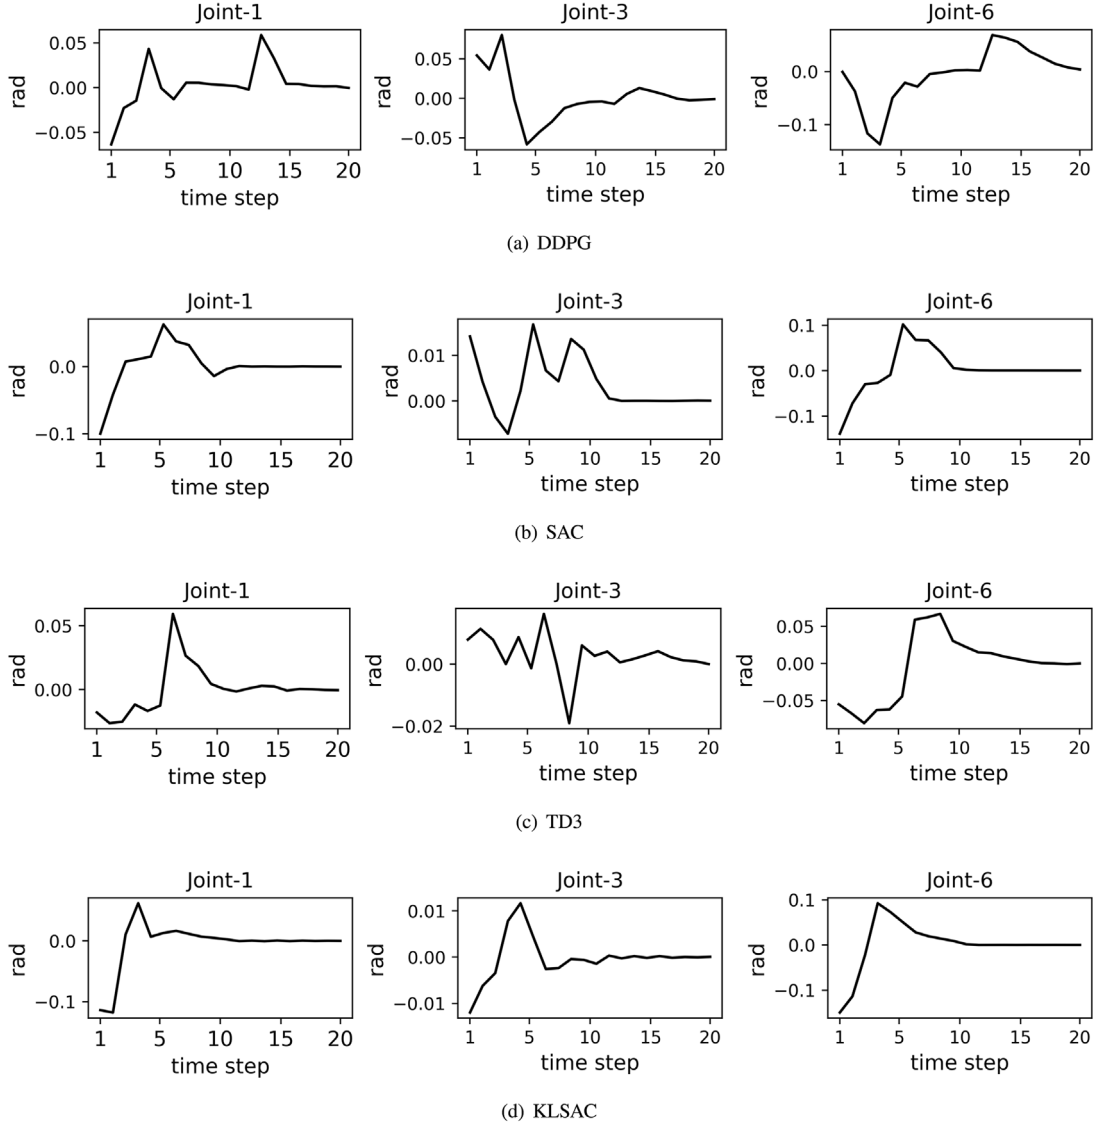 Joint-1 Joint-3 Joint-6
0.05 0.05 0.0
0.00 0.00 −0.1
−0.05 −0.05
rad rad rad
1 5 10 15 20 1 5 10 15 20 1 5 10 15 20
time step time step time step
(a) DDPG
Joint-1 Joint-3 Joint-6
0.0 0.01 0.1
−0.1 0.00 0.0
−0.1
rad rad rad
1 5 10 15 20 1 5 10 15 20 1 5 10 15 20
time step time step time step
(b) SAC
Joint-1 Joint-3 Joint-6
0.05 0.00 0.05
0.00 −0.02 0.00
−0.05
rad rad rad
1 5 10 15 20 1 5 10 15 20 1 5 10 15 20
time step time step time step
(c) TD3
Joint-1 Joint-3 Joint-6
0.0 0.01 0.1
−0.1 0.00 0.0
−0.01 −0.1
rad rad rad
1 5 10 15 20 1 5 10 15 20 1 5 10 15 20
time step time step time step
(d) KLSAC